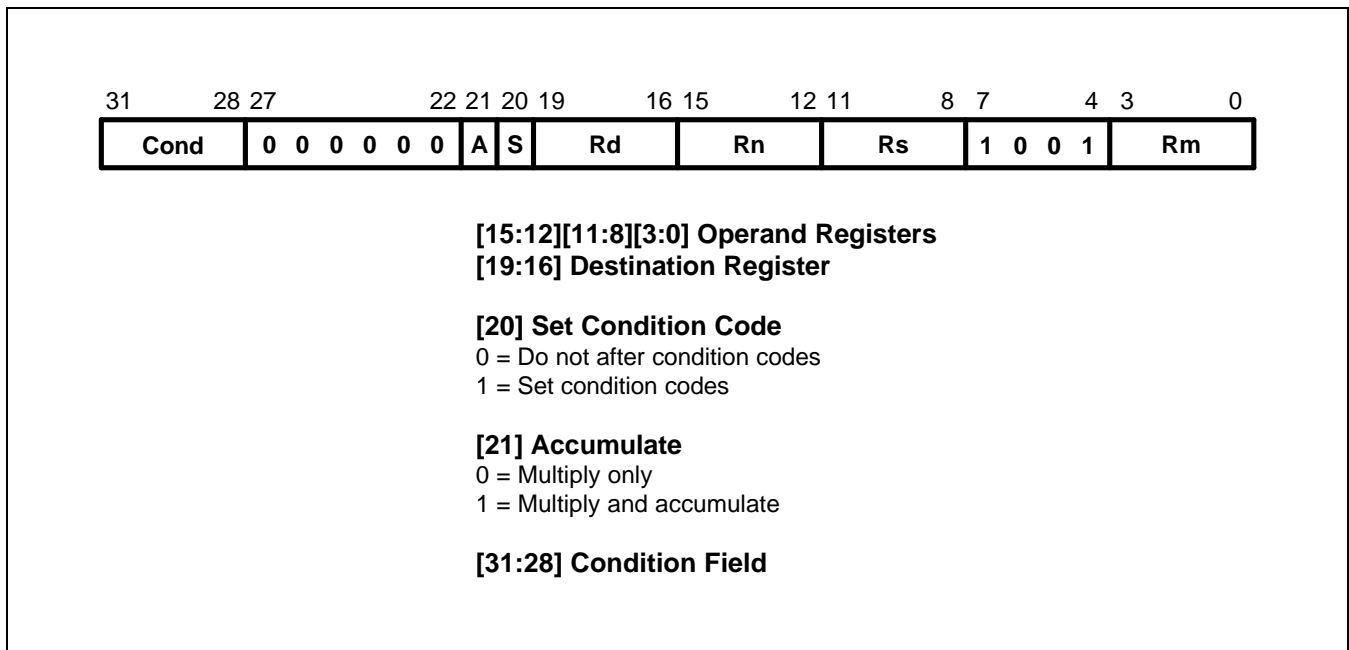 31 28 27 22 21 20 19 16 15 12 11 8 7 4 3 0
Cond 0 0 0 0 0 0 A S Rd Rn Rs 1 0 0 1 Rm
[15:12][11:8][3:0] Operand Registers
[19:16] Destination Register
[20] Set Condition Code
0 = Do not after condition codes
1 = Set condition codes
[21] Accumulate
0 = Multiply only
1 = Multiply and accumulate
[31:28] Condition Field